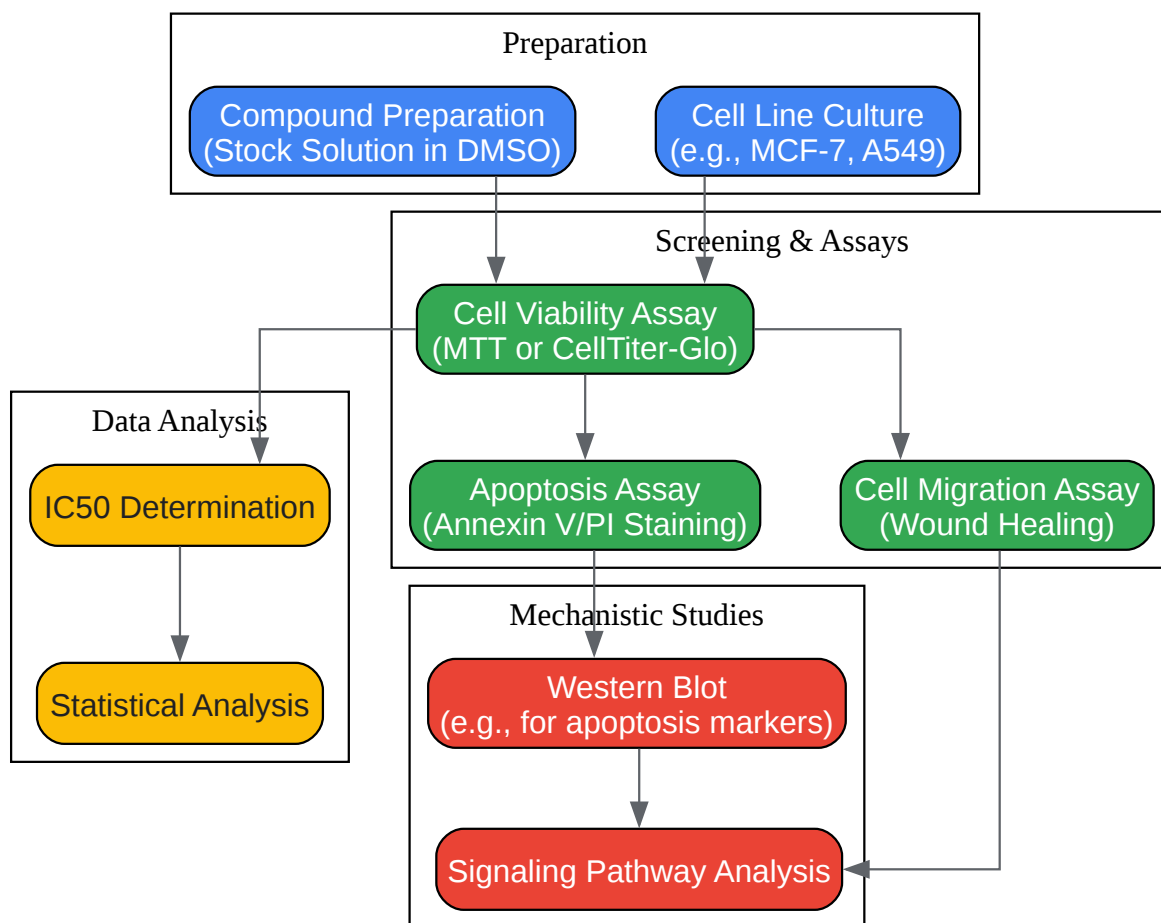 Preparation
Compound Preparation
(Stock Solution in DMSO)
Cell Line Culture
(e.g., MCF-7, A549)
Screening & Assays
Cell Viability Assay
(MTT or CellTiter-Glo)
Data Analysis
IC50 Determination
Statistical Analysis
Apoptosis Assay
(Annexin V/PI Staining)
Cell Migration Assay
(Wound Healing)
Mechanistic Studies
Western Blot
(e.g., for apoptosis markers)
Signaling Pathway Analysis